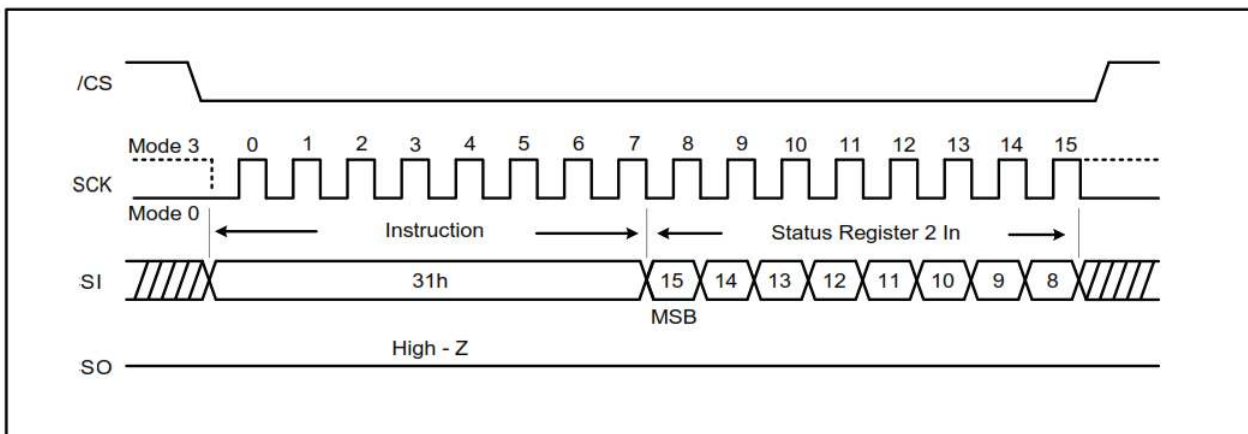 /CS
Mode 3 0 1 2 3 4 5 6 7 8 9 10 11 12 13 14 15
SCK
Mode 0
Instruction Status Register 2 In
SI 31h 15 14 13 12 11 10 9 8
MSB
High - Z
SO